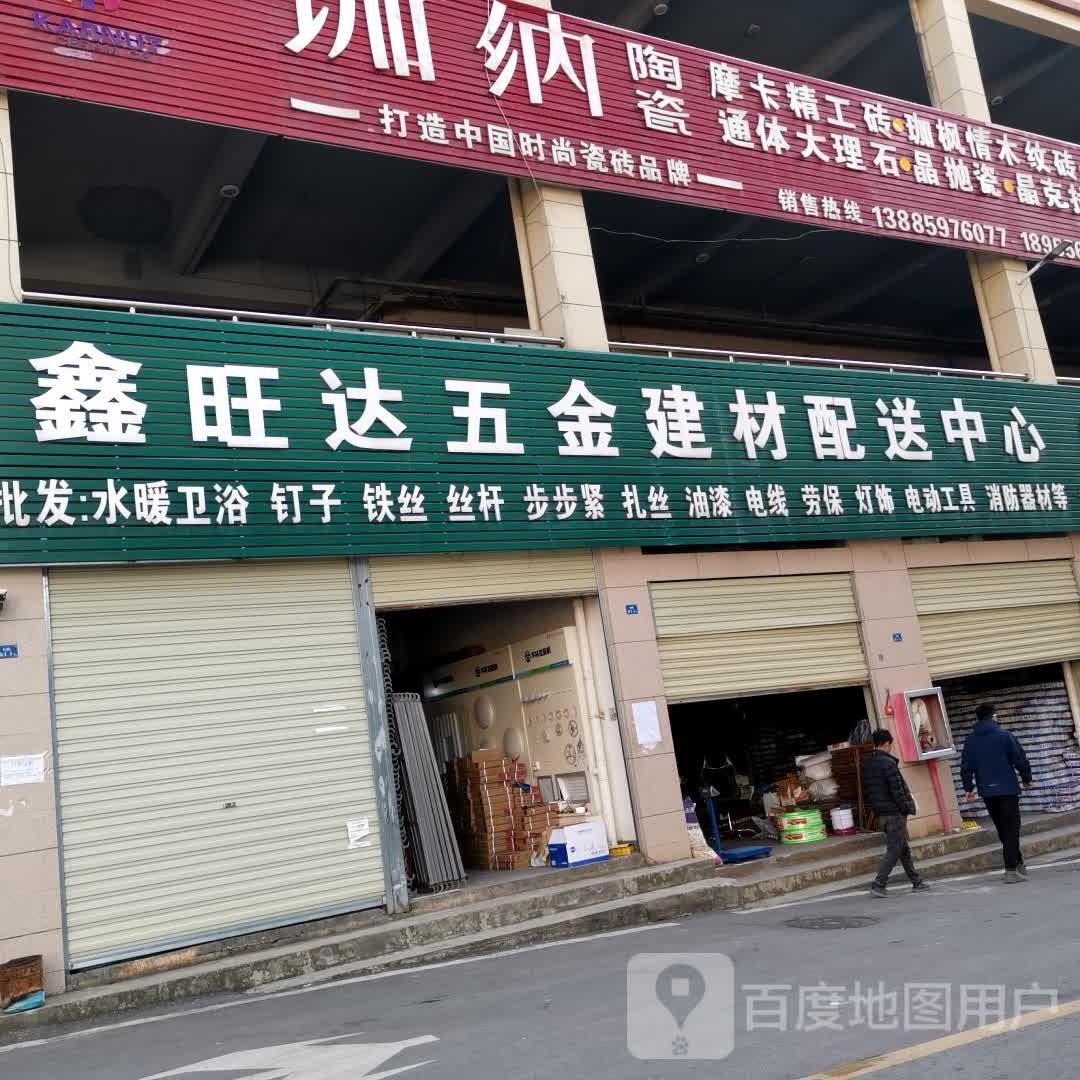 KADNUT
珈纳
陶瓷
摩卡精工砖·珈枫情木纹砖
通体大理石·晶抛瓷·晶克拉
打造中国时尚瓷砖品牌
销售热线 13885976077
鑫旺达五金建材配送中心
批发:水暖卫浴 钉子 铁丝 丝杆 步步紧 扎丝 油漆 电线 劳保 灯饰 电动工具 消防器材等
百度地图用户